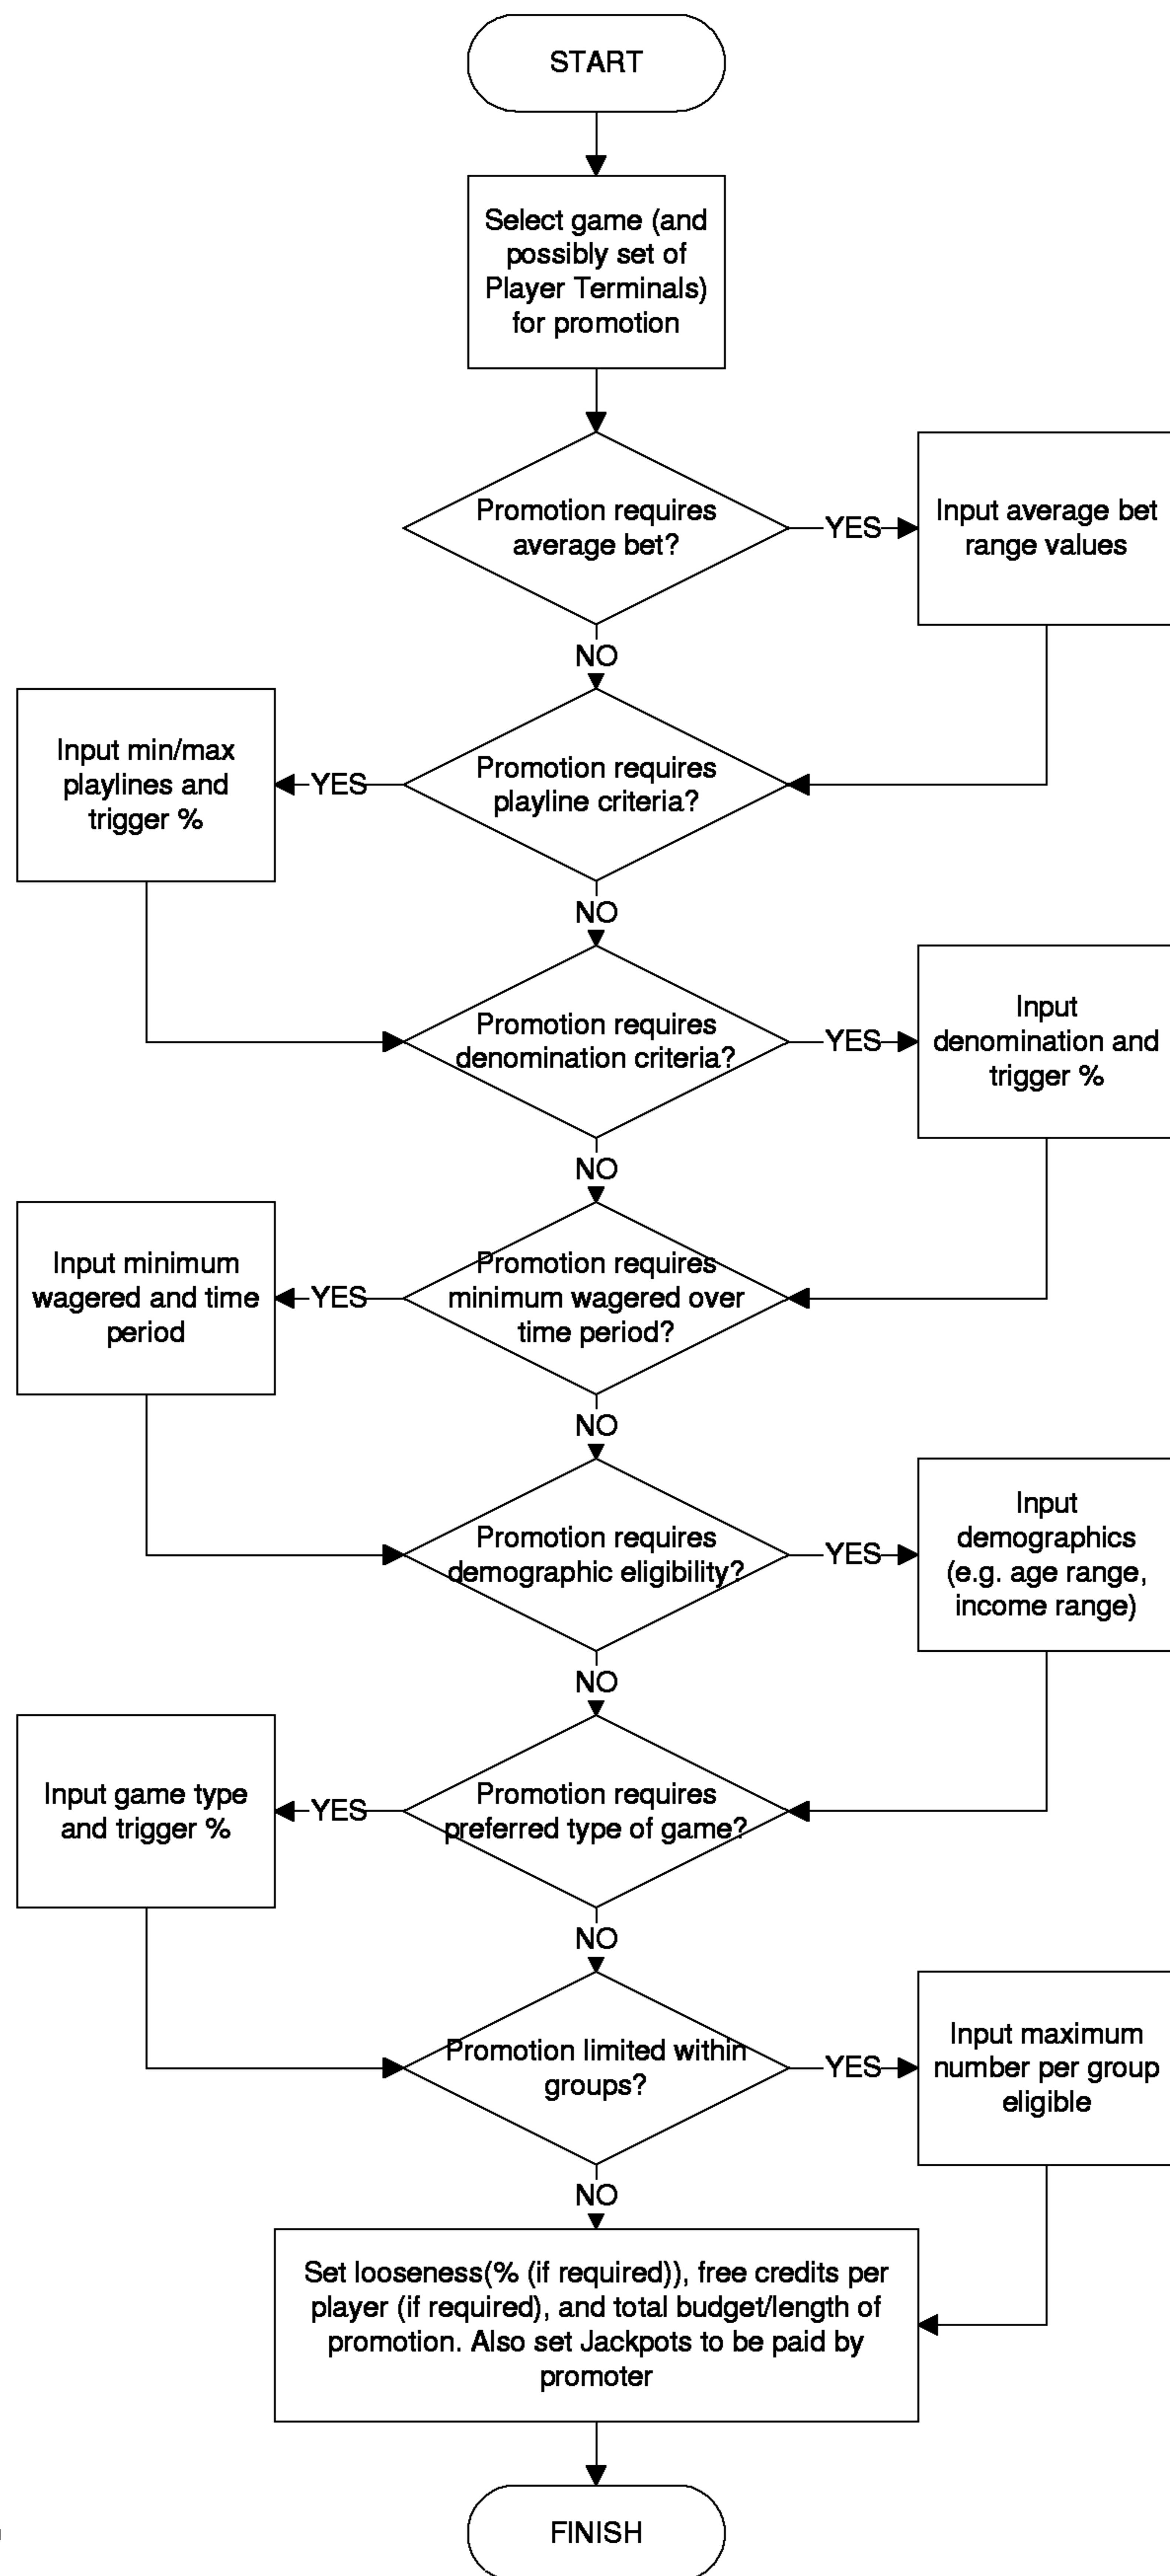 START
Select game (and
possibly set of
Player Terminals)
for promotion
Promotion requires
average bet?
YES
Input average bet
range values
NO
Input min/max
playlines and
trigger %
YES
Promotion requires
playline criteria?
NO
Promotion requires
denomination criteria?
YES
Input
denomination and
trigger %
NO
Input minimum
wagered and time
period
YES
Promotion requires
minimum wagered over
time period?
NO
Promotion requires
demographic eligibility?
YES
Input
demographics
(e.g. age range,
income range)
NO
Input game type
and trigger %
YES
Promotion requires
preferred type of game?
NO
Promotion limited within
groups?
YES
Input maximum
number per group
eligible
NO
Set looseness(% (if required)), free credits per
player (if required), and total budget/length of
promotion. Also set Jackpots to be paid by
promoter
FINISH